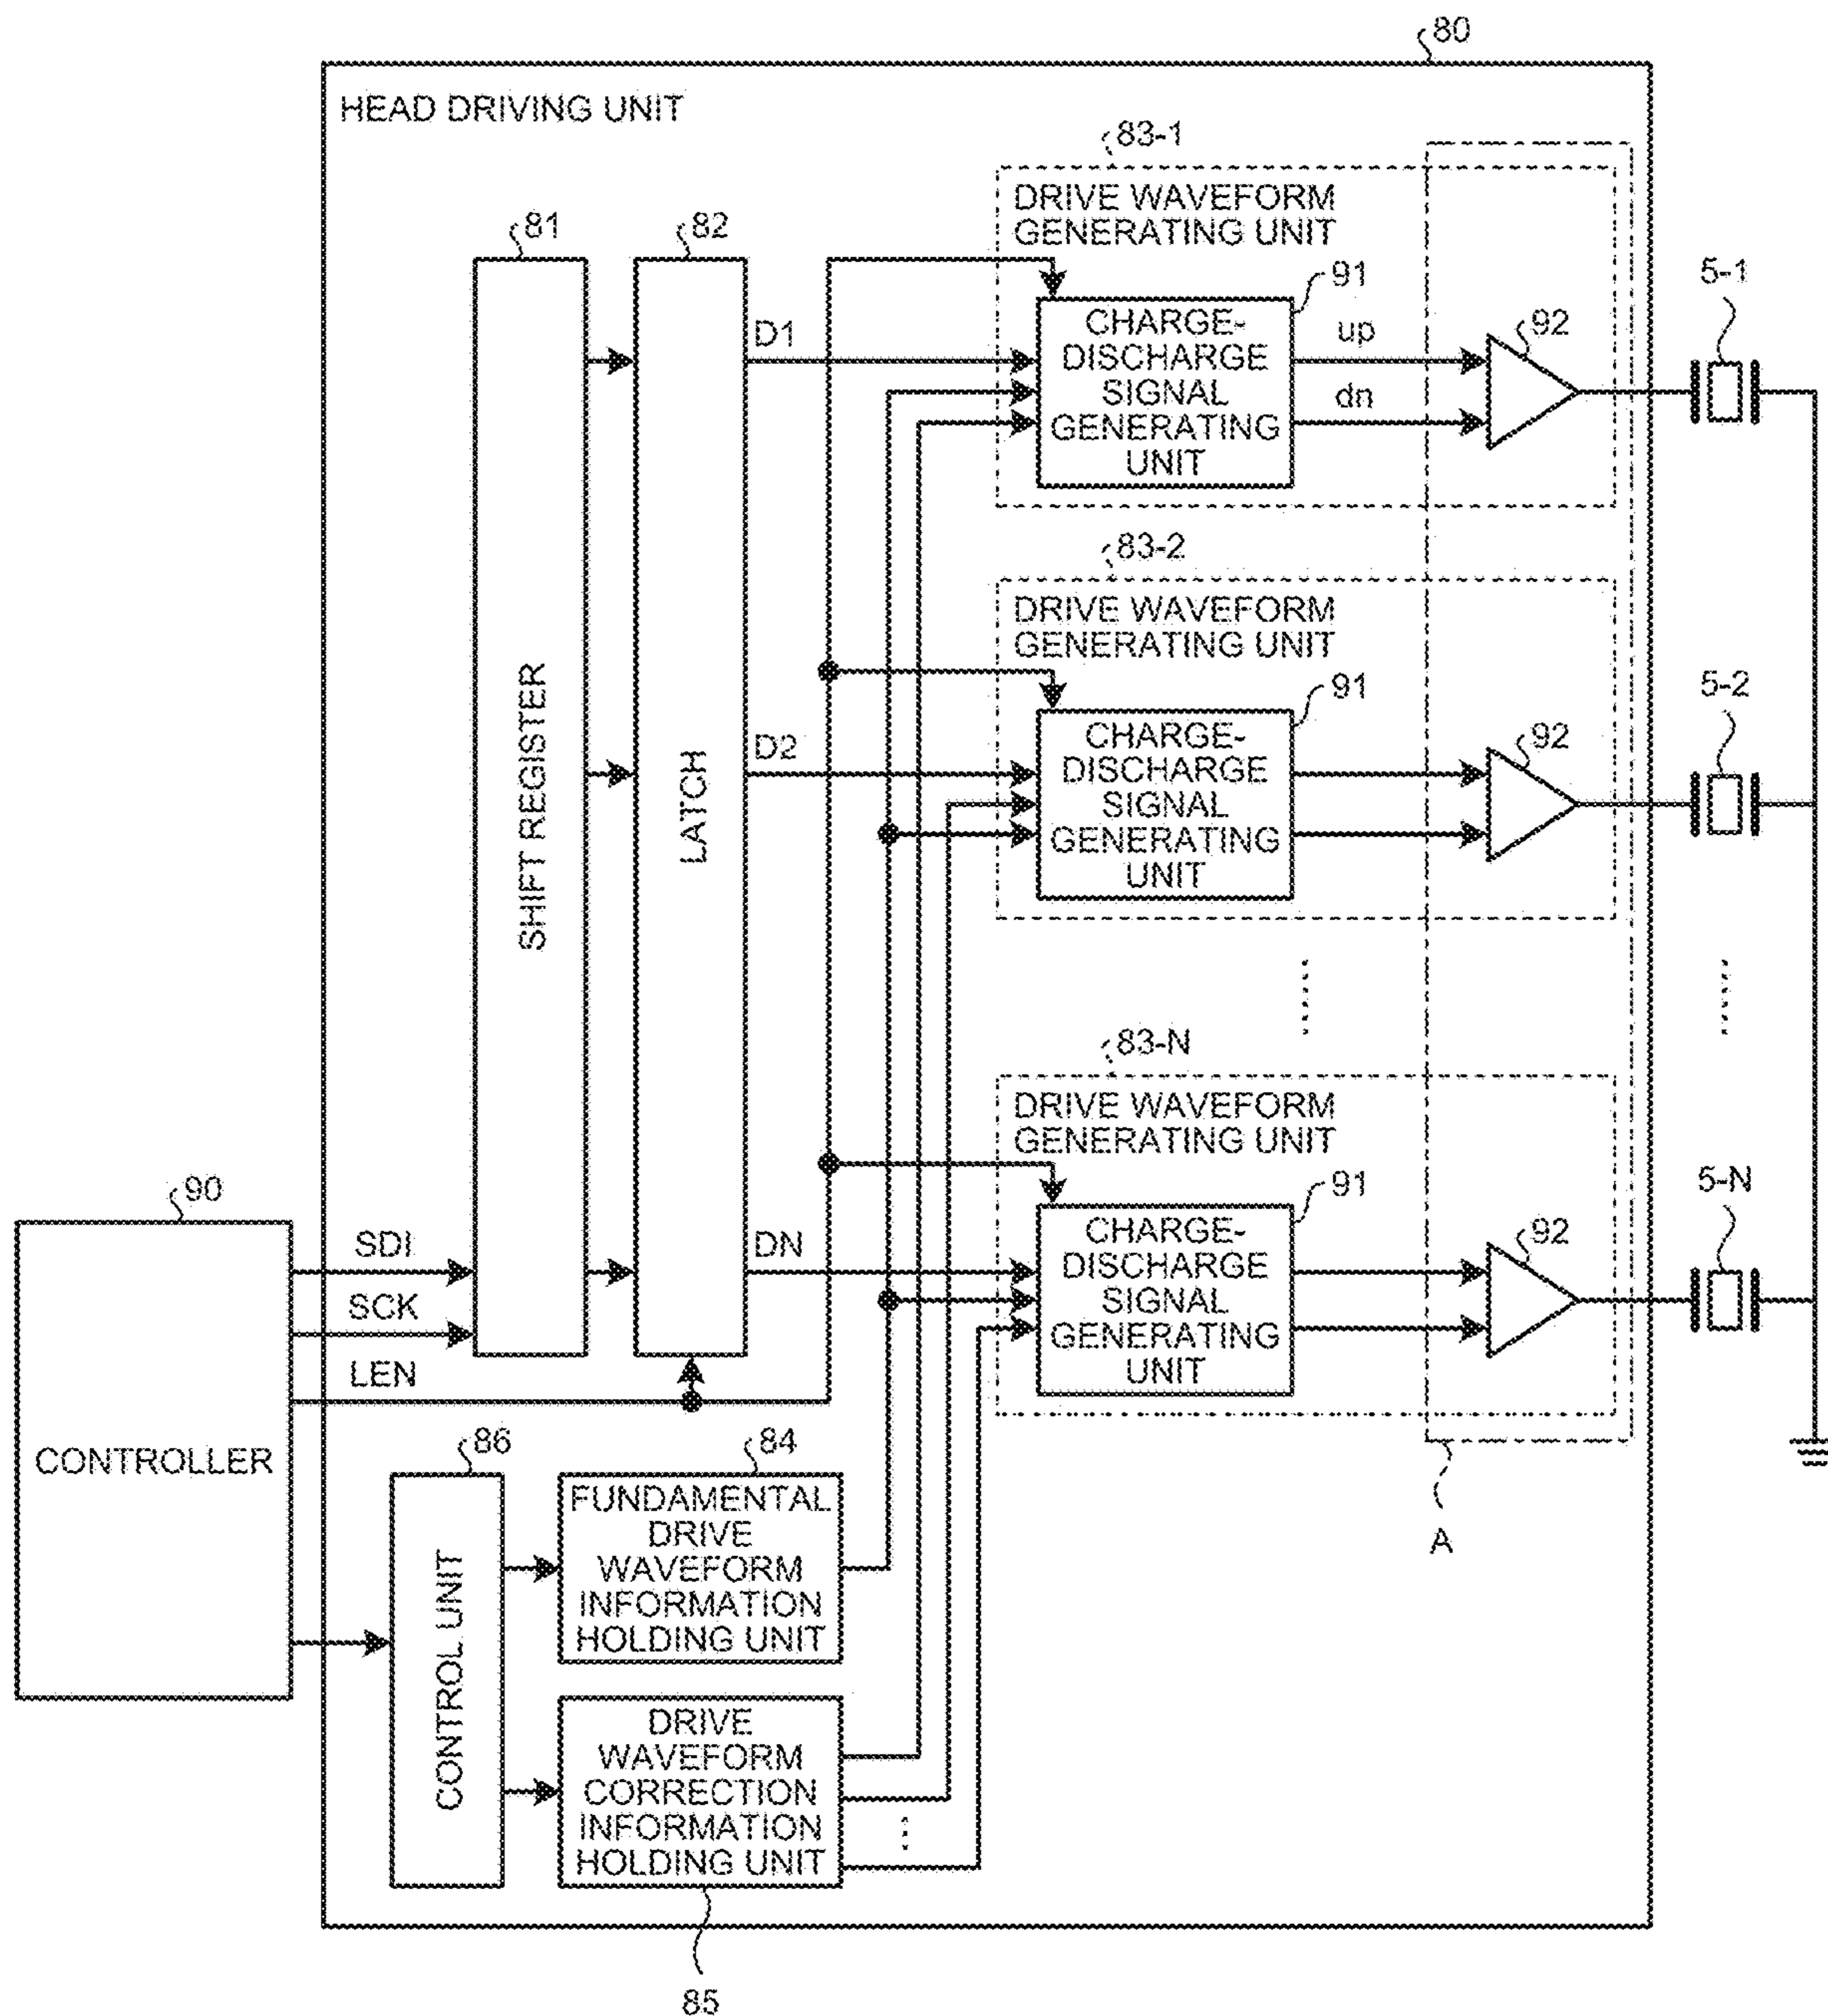 80
HEAD DRIVING UNIT
83-1
DRIVE WAVEFORM
GENERATING UNIT
81
82
91
5-1
CHARGE-
DISCHARGE
SIGNAL
GENERATING
UNIT
D1
up
dn
92
83-2
DRIVE WAVEFORM
GENERATING UNIT
SHIFT REGISTER
LATCH
91
5-2
CHARGE-
DISCHARGE
SIGNAL
GENERATING
UNIT
D2
92
83-N
DRIVE WAVEFORM
GENERATING UNIT
91
5-N
CHARGE-
DISCHARGE
SIGNAL
GENERATING
UNIT
DN
92
90
SDI
SCK
LEN
CONTROLLER
86
84
A
CONTROL UNIT
FUNDAMENTAL
DRIVE
WAVEFORM
INFORMATION
HOLDING UNIT
DRIVE
WAVEFORM
CORRECTION
INFORMATION
HOLDING UNIT
85